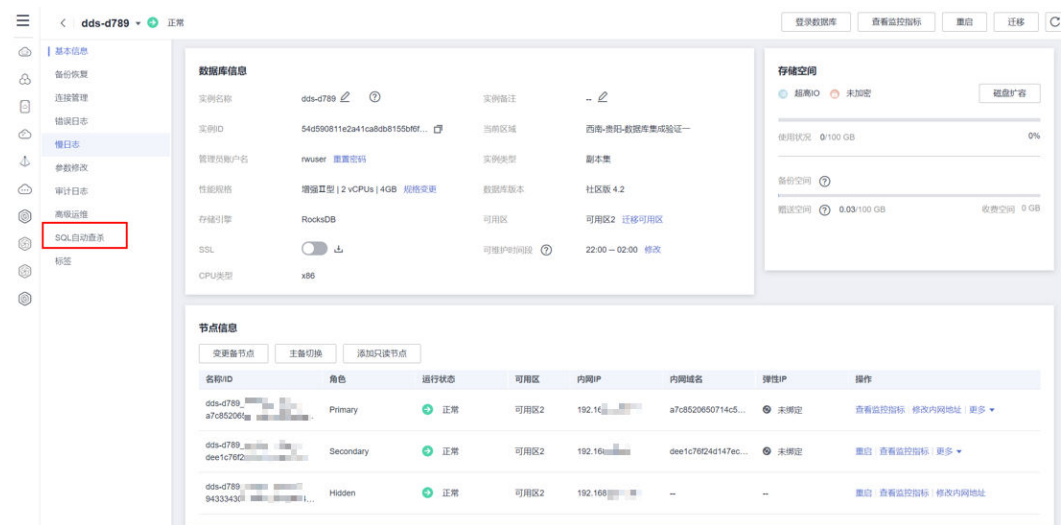 dds-d789 正常
登录数据库 查看监控指标 重启 迁移
基本信息
备份恢复
连接管理
错误日志
慢日志
参数修改
审计日志
高级运维
SQL自动查杀
标签
数据库信息
实例名称 dds-d789 实例备注 --
实例ID 54d590811e2a41ca8db8155bf6f... 当前区域 西南-贵阳-数据库集成验证一
管理员账户名 rwuser 重置密码 实例类型 副本集
性能规格 增强II型 | 2 vCPUs | 4GB 规格变更 数据库版本 社区版 4.2
存储引擎 RocksDB 可用区 可用区2 迁移可用区
SSL 可维护时间段 22:00 -- 02:00 修改
CPU类型 x86
存储空间
超高IO 未加密 磁盘扩容
使用状况 0/100 GB 0%
备份空间
赠送空间 0.03/100 GB 收费空间 0 GB
节点信息
变更备节点 主备切换 添加只读节点
名称/ID 角色 运行状态 可用区 内网IP 内网域名 弹性IP 操作
dds-d789_
a7c852065 Primary 正常 可用区2 192.16 a7c8520650714c5... 未绑定 查看监控指标 修改内网地址 更多
dds-d789_
dee1c76f2 Secondary 正常 可用区2 192.16 dee1c76f24d147ec... 未绑定 重启 查看监控指标 更多
dds-d789
94333430 Hidden 正常 可用区2 192.168 -- -- 重启 查看监控指标 修改内网地址